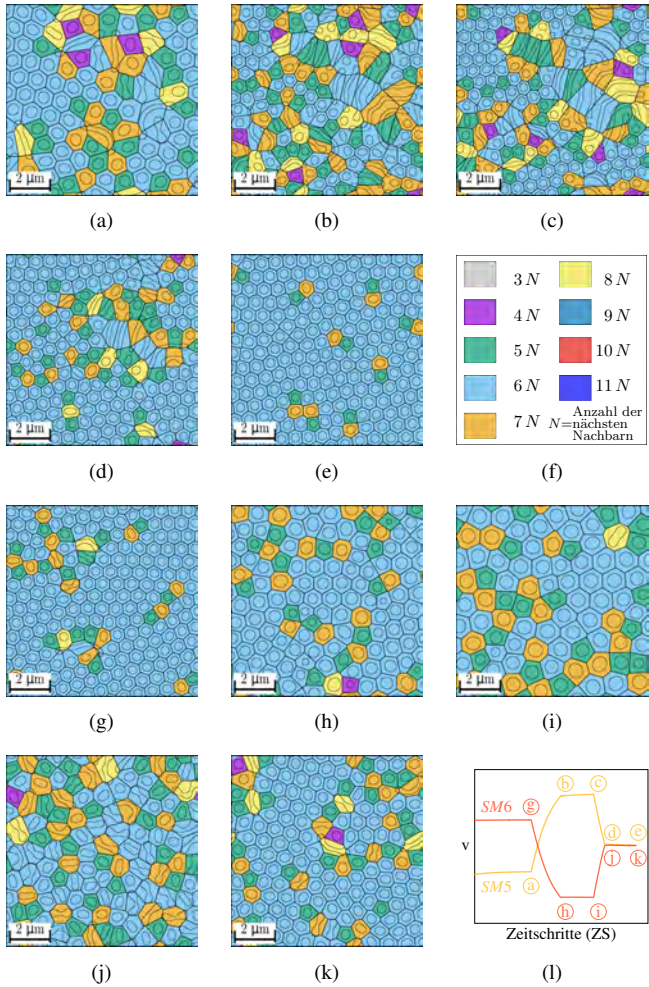 2 µm
2 µm
2 µm
(a)
(b)
(c)
2 µm
2 µm
3 N
8 N
4 N
9 N
5 N
10 N
6 N
11 N
7 N
N=Anzahl der
nächsten
Nachbarn
(d)
(e)
(f)
2 µm
2 µm
2 µm
(g)
(h)
(i)
2 µm
2 µm
b
c
SM6
g
v
d
e
j
k
SM5
a
h
i
Zeitschritte (ZS)
(j)
(k)
(l)